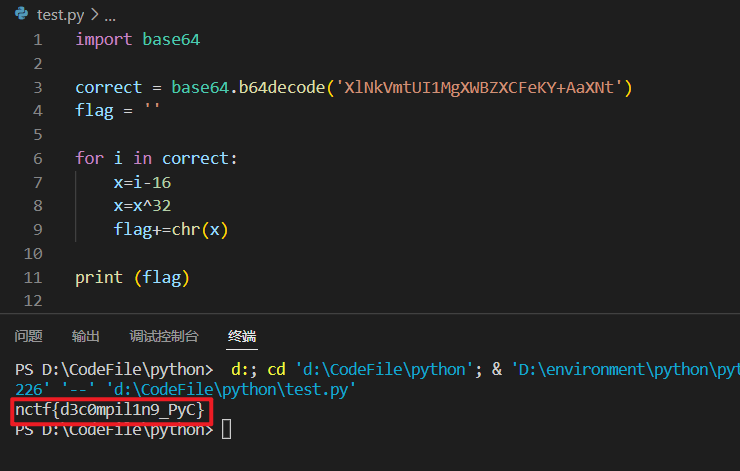 test.py > ...
1 import base64
2
3 correct = base64.b64decode('XlNkVmtUI1MgXWBZXCFeKY+AaXNt')
4 flag = ''
5
6 for i in correct:
7 x=i-16
8 x=x^32
9 flag+=chr(x)
10
11 print (flag)
12
问题 输出 调试控制台 终端
PS D:\CodeFile\python> d:; cd 'd:\CodeFile\python'; & 'D:\environment\python\pyt
226' '--' 'd:\CodeFile\python\test.py'
nctf{d3c0mpil1n9_PyC}
PS D:\CodeFile\python>